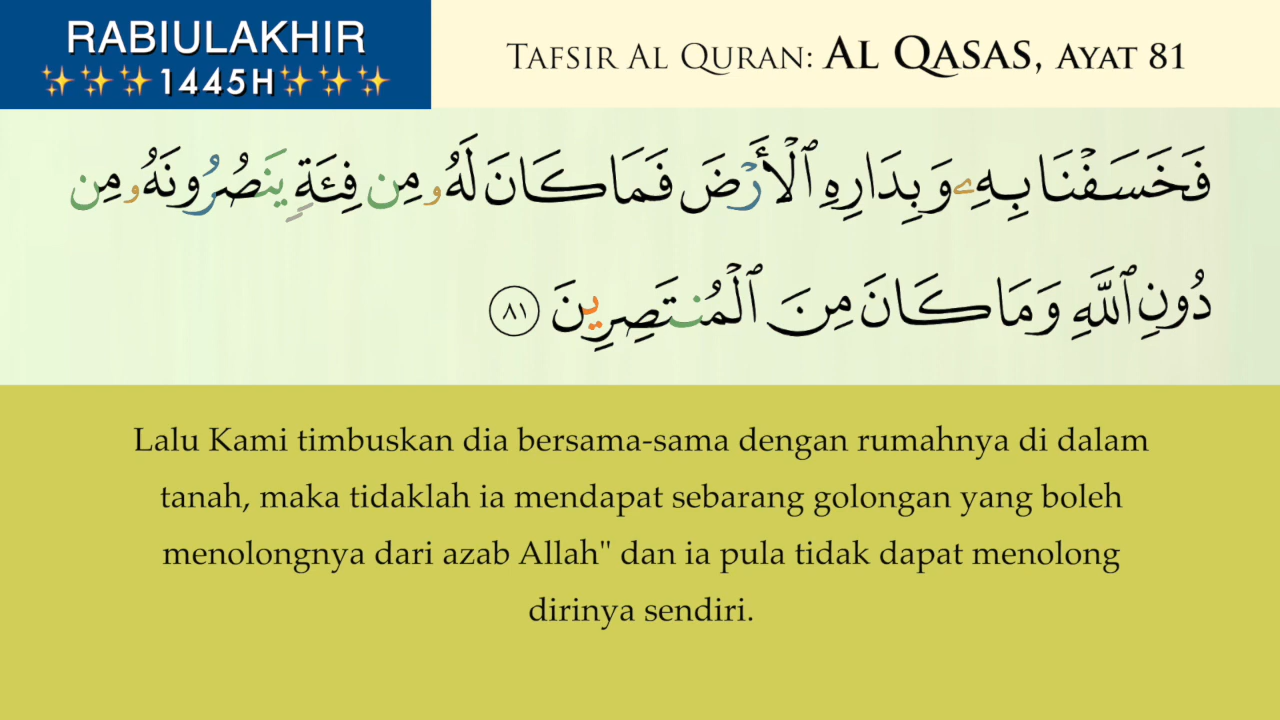 RABIULAKHIR
✨✨✨1445H✨✨✨
TAFSIR AL QURAN: AL QASAS, AYAT 81
فَخَسَفْنَا بِهِۦ وَبِدَارِهِ ٱلْأَرْضَ فَمَا كَانَ لَهُۥ مِن فِئَةٍ يَنصُرُونَهُۥ مِن
دُونِ ٱللَّهِ وَمَا كَانَ مِنَ ٱلْمُنتَصِرِينَ ٨١
Lalu Kami timbuskan dia bersama-sama dengan rumahnya di dalam
tanah, maka tidaklah ia mendapat sebarang golongan yang boleh
menolongnya dari azab Allah" dan ia pula tidak dapat menolong
dirinya sendiri.